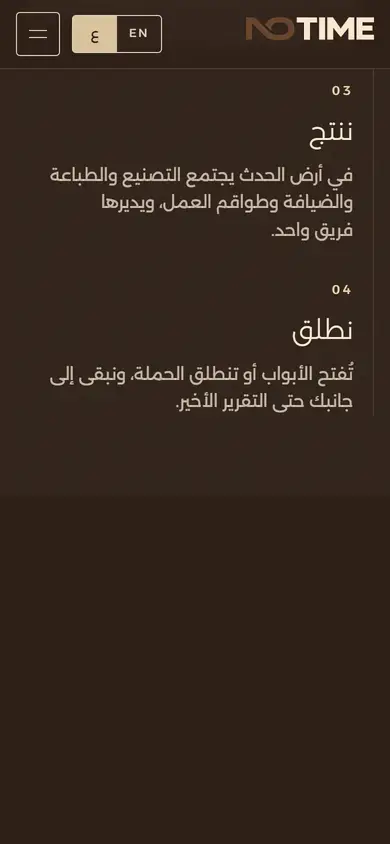 NOTIME
EN
ع
03
ننتج
في أرض الحدث يجتمع التصنيع والطباعة
والضيافة وطواقم العمل، ويديرها
فريق واحد.
04
نطلق
تُفتح الأبواب أو تنطلق الحملة، ونبقى إلى
جانبك حتى التقرير الأخير.